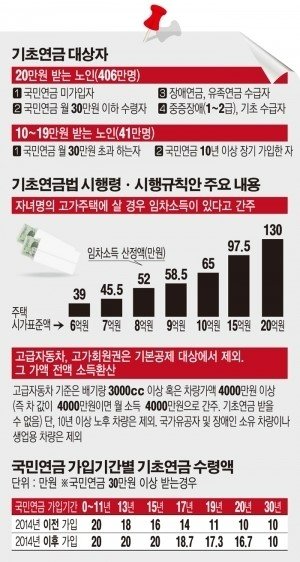 기초연금 대상자
20만원 받는 노인(406만명)
1 국민연금 미가입자
3 장애연금, 유족연금 수급자
2 국민연금 월 30만원 이하 수령자
4 중증장애(1~2급), 기초 수급자
10~19만원 받는 노인(41만명)
1 국민연금 월 30만원 초과 하는자
2 국민연금 10년 이상 장기 가입한 자
기초연금법 시행령·시행규칙안 주요 내용
자녀명의 고가주택에 살 경우 임차소득이 있다고 간주
임차소득 산정액(만원)
39 45.5 52 58.5 65 97.5 130
주택
시가표준액 6억원 7억원 8억원 9억원 10억원 15억원 20억원
고급자동차, 고가회원권은 기본공제 대상에서 제외.
그 가액 전액 소득환산
고급자동차 기준은 배기량 3000cc 이상 혹은 차량가액 4000만원 이상
(즉 차 값이 4000만원이면 월 소득 4000만원으로 간주. 기초연금 받을
수 없음) 단, 10년 이상 노후 차량은 제외. 국가유공자 및 장애인 소유 차량이나
생업용 차량은 제외
국민연금 가입기간별 기초연금 수령액
단위 : 만원 ※국민연금 30만원 이상 받는경우
국민연금 가입기간 0~11년 13년 15년 17년 19년 20년 30년
2014년 이전 가입 20 18 16 14 11 10 10
2014년 이후 가입 20 20 20 18.7 17.3 16.7 10